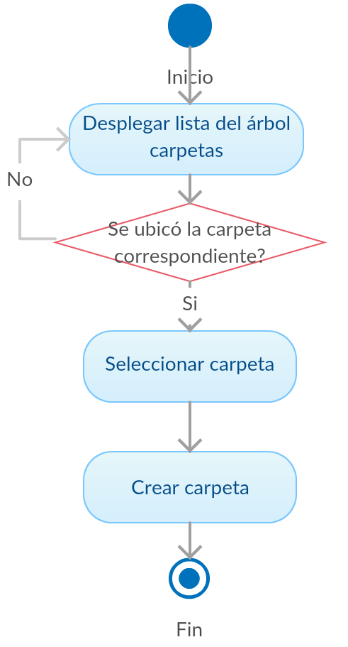 Inicio
Desplegar lista del árbol
carpetas
No
Se ubicó la carpeta
correspondiente?
Si
Seleccionar carpeta
Crear carpeta
Fin